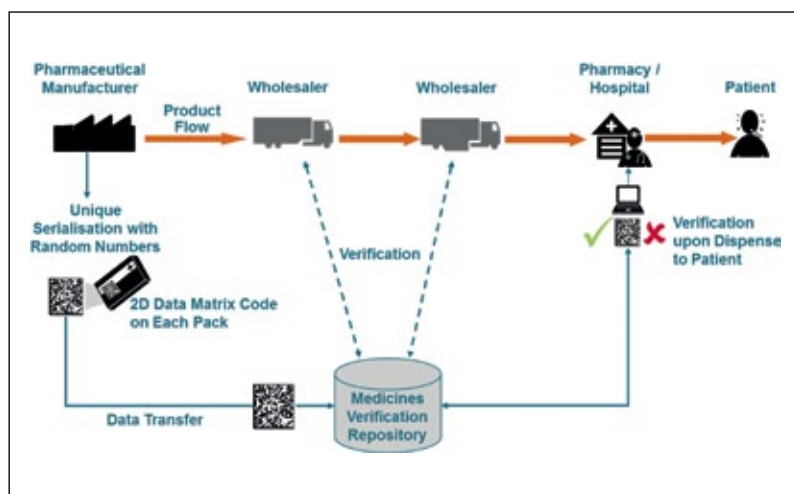 Pharmaceutical
Manufacturer
Wholesaler
Wholesaler
Pharmacy /
Hospital
Patient
Product
Flow
Unique
Serialisation with
Random Numbers
Verification
Verification
upon Dispense
to Patient
2D Data Matrix Code
on Each Pack
Data Transfer
Medicines
Verification
Repository